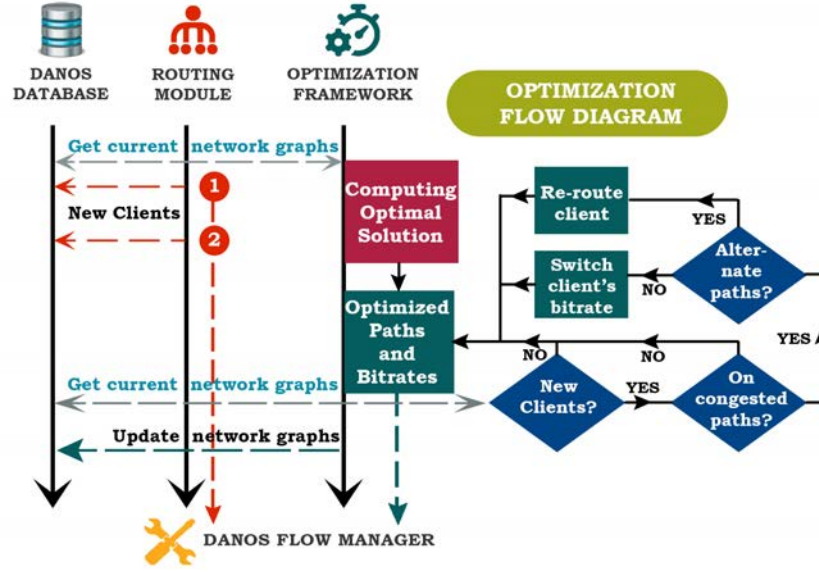 DANOS
DATABASE
ROUTING
MODULE
OPTIMIZATION
FRAMEWORK
OPTIMIZATION
FLOW DIAGRAM
Get current network graphs
1
New Clients
2
Computing
Optimal
Solution
Re-route
client
YES
Alter-
nate
paths?
Switch
client's
bitrate
NO
Optimized
Paths
and
Bitrates
YES
NO
NO
Get current network graphs
New
Clients?
YES
On
congested
paths?
Update network graphs
DANOS FLOW MANAGER